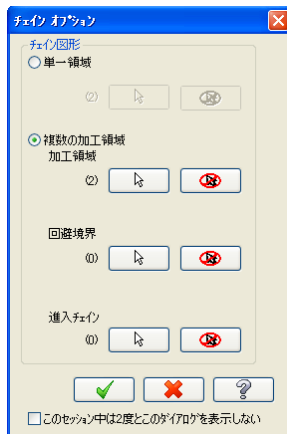 チェイン オプション
チェイン図形
単一領域
(2)
複数の加工領域
加工領域
(2)
回避境界
(0)
進入チェイン
(0)
このセッション中は2度とこのダイアログを表示しない